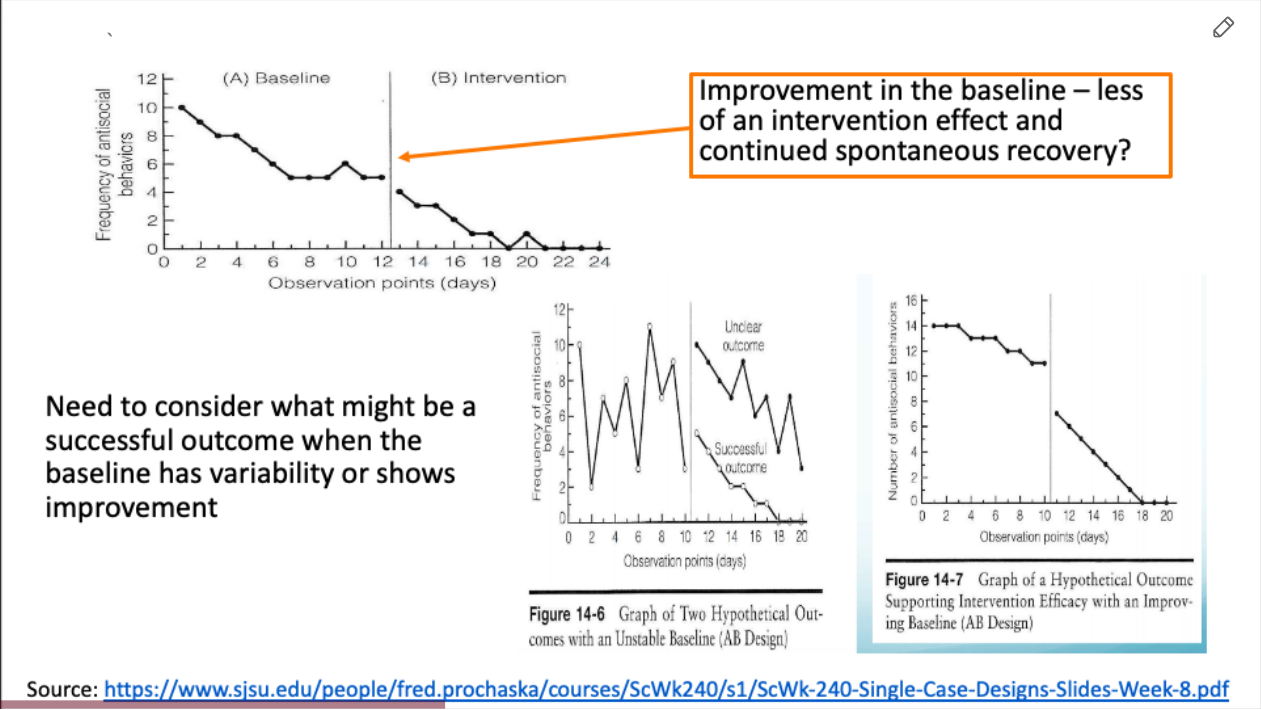 (A) Baseline
(B) Intervention
Frequency of antisocial
behaviors
12
10
8
6
4
2
0
0 2 4 6 8 10 12 14 16 18 20 22 24
Observation points (days)
Improvement in the baseline – less
of an intervention effect and
continued spontaneous recovery?
Need to consider what might be a
successful outcome when the
baseline has variability or shows
improvement
Frequency of antisocial
behaviors
12
10
8
6
4
2
0
Unclear
outcome
Successful
outcome
0 2 4 6 8 10 12 14 16 18 20
Observation points (days)
Figure 14-6 Graph of Two Hypothetical Out-
comes with an Unstable Baseline (AB Design)
Number of antisocial behaviors
16
14
12
10
8
6
4
2
0
0 2 4 6 8 10 12 14 16 18 20
Observation points (days)
Figure 14-7 Graph of a Hypothetical Outcome
Supporting Intervention Efficacy with an Improv-
ing Baseline (AB Design)
Source: https://www.sjsu.edu/people/fred.prochaska/courses/ScWk240/s1/ScWk-240-Single-Case-Designs-Slides-Week-8.pdf